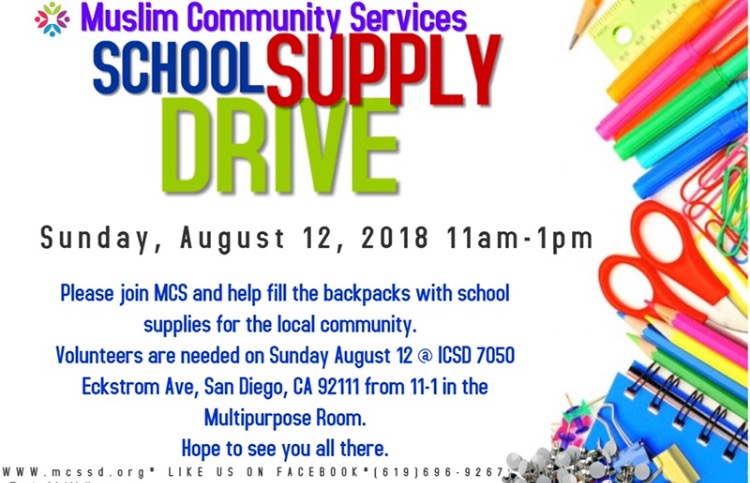 Muslim Community Services
SCHOOL SUPPLY
DRIVE
Sunday, August 12, 2018 11am-1pm
Please join MCS and help fill the backpacks with school
supplies for the local community.
Volunteers are needed on Sunday August 12 @ ICSD 7050
Eckstrom Ave, San Diego, CA 92111 from 11-1 in the
Multipurpose Room.
Hope to see you all there.
WWW.mcssd.org* LIKE US ON FACEBOOK*(619)696-9267